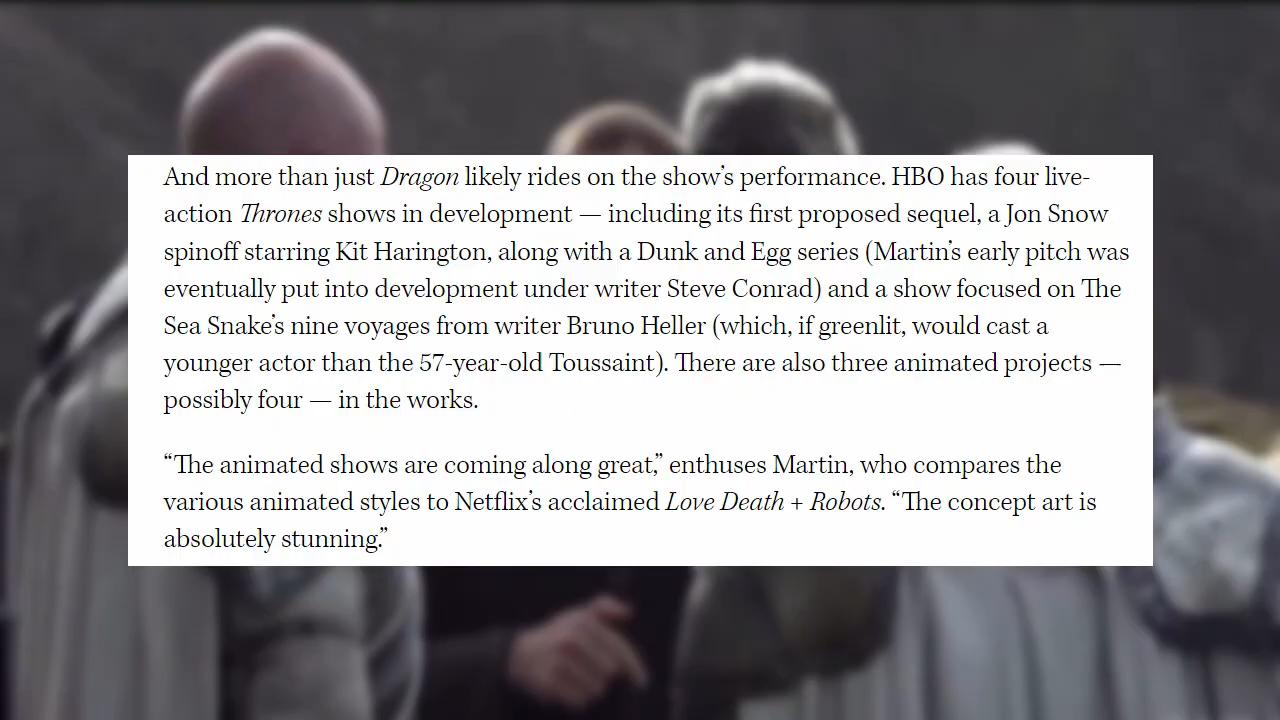 And more than just Dragon likely rides on the show’s performance. HBO has four live-
action Thrones shows in development — including its first proposed sequel, a Jon Snow
spinoff starring Kit Harington, along with a Dunk and Egg series (Martin’s early pitch was
eventually put into development under writer Steve Conrad) and a show focused on The
Sea Snake’s nine voyages from writer Bruno Heller (which, if greenlit, would cast a
younger actor than the 57-year-old Toussaint). There are also three animated projects —
possibly four — in the works.
“The animated shows are coming along great,” enthuses Martin, who compares the
various animated styles to Netflix’s acclaimed Love Death + Robots. “The concept art is
absolutely stunning.”